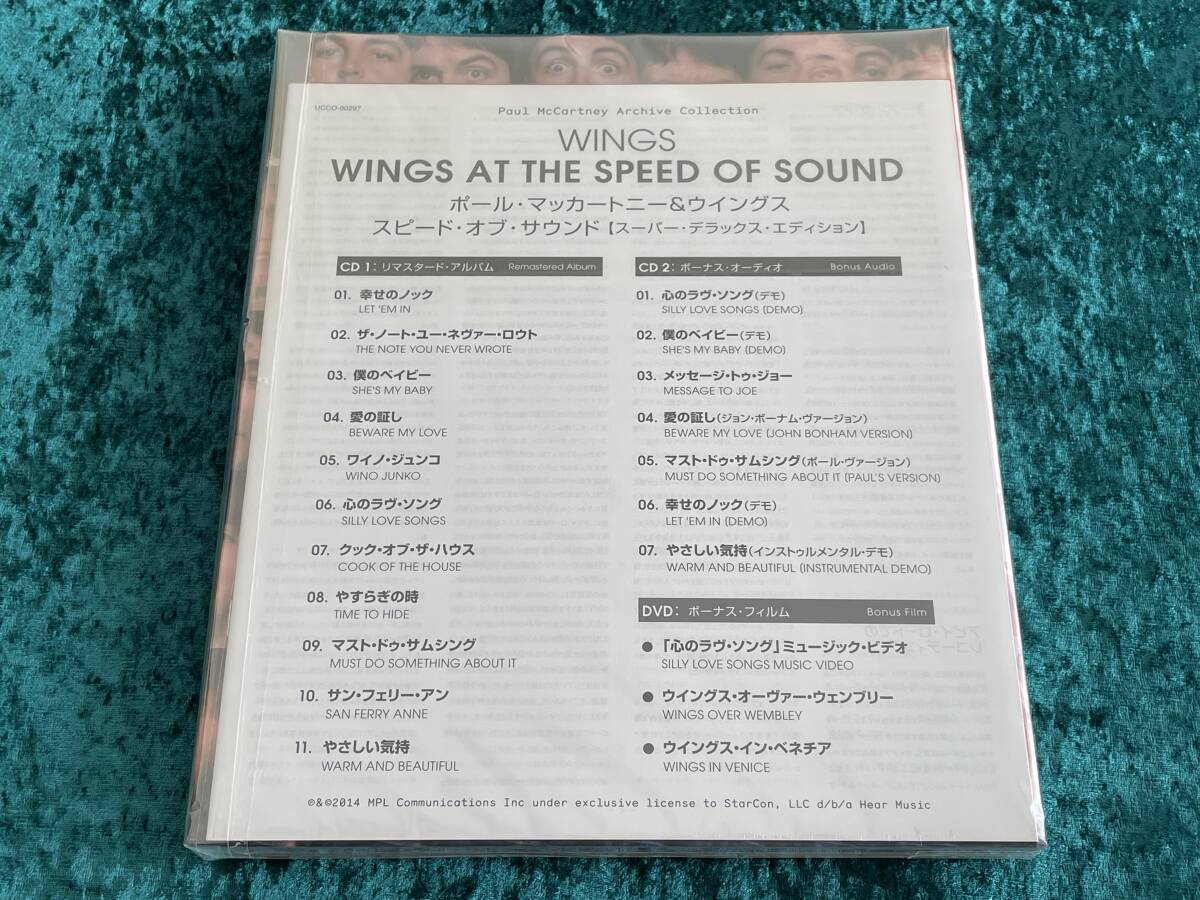 UCCO-90297
Paul McCartney Archive Collection
WINGS
WINGS AT THE SPEED OF SOUND
ポール・マッカートニー&ウイングス
スピード・オブ・サウンド【スーパー・デラックス・エディション】
CD 1：リマスタード・アルバム Remastered Album
01. 幸せのノック
LET 'EM IN
02. ザ・ノート・ユー・ネヴァー・ロウト
THE NOTE YOU NEVER WROTE
03. 僕のベイビー
SHE'S MY BABY
04. 愛の証し
BEWARE MY LOVE
05. ワイノ・ジュンコ
WINO JUNKO
06. 心のラヴ・ソング
SILLY LOVE SONGS
07. クック・オブ・ザ・ハウス
COOK OF THE HOUSE
08. やすらぎの時
TIME TO HIDE
09. マスト・ドゥ・サムシング
MUST DO SOMETHING ABOUT IT
10. サン・フェリー・アン
SAN FERRY ANNE
11. やさしい気持
WARM AND BEAUTIFUL
CD 2：ボーナス・オーディオ Bonus Audio
01. 心のラヴ・ソング(デモ)
SILLY LOVE SONGS (DEMO)
02. 僕のベイビー(デモ)
SHE'S MY BABY (DEMO)
03. メッセージ・トゥ・ジョー
MESSAGE TO JOE
04. 愛の証し(ジョン・ボーナム・ヴァージョン)
BEWARE MY LOVE (JOHN BONHAM VERSION)
05. マスト・ドゥ・サムシング(ポール・ヴァージョン)
MUST DO SOMETHING ABOUT IT (PAUL'S VERSION)
06. 幸せのノック(デモ)
LET 'EM IN (DEMO)
07. やさしい気持(インストゥルメンタル・デモ)
WARM AND BEAUTIFUL (INSTRUMENTAL DEMO)
DVD：ボーナス・フィルム Bonus Film
● 「心のラヴ・ソング」ミュージック・ビデオ
SILLY LOVE SONGS MUSIC VIDEO
● ウイングス・オーヴァー・ウェンブリー
WINGS OVER WEMBLEY
● ウイングス・イン・ベネチア
WINGS IN VENICE
℗&©2014 MPL Communications Inc under exclusive license to StarCon, LLC d/b/a Hear Music